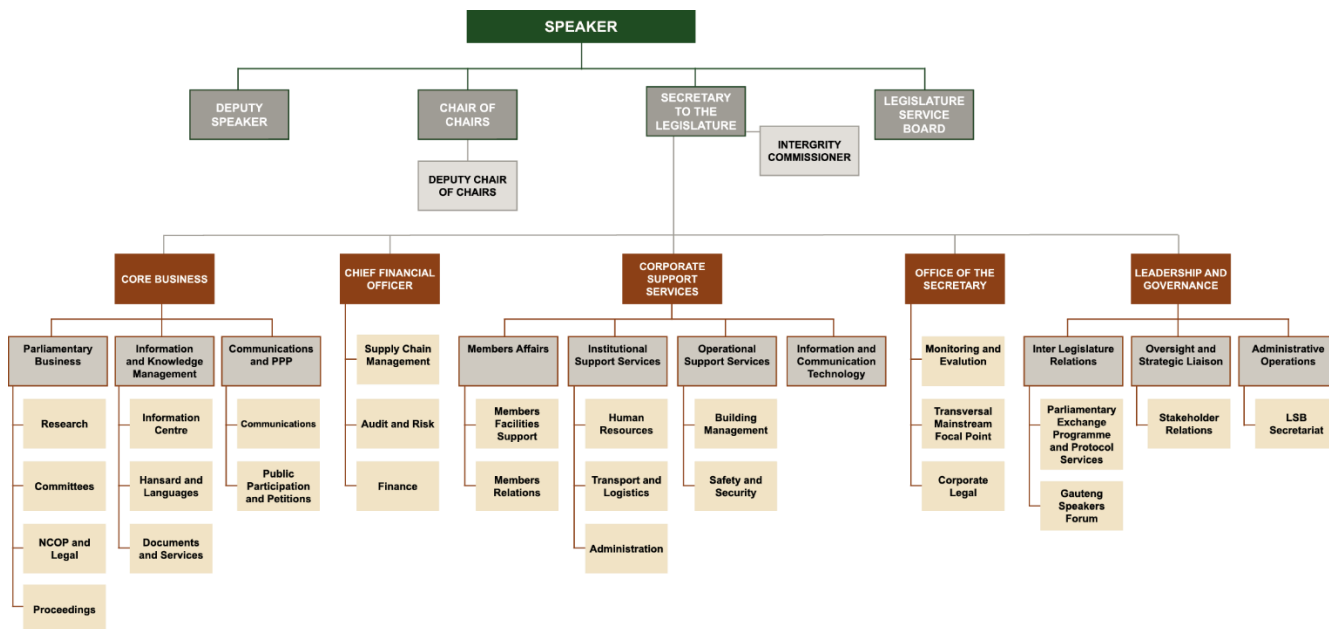 SPEAKER
DEPUTY
SPEAKER
CHAIR OF
CHAIRS
SECRETARY
TO THE
LEGISLATURE
LEGISLATURE
SERVICE
BOARD
INTERGRITY
COMMISSIONER
DEPUTY CHAIR
OF CHAIRS
CORE BUSINESS
CHIEF FINANCIAL
OFFICER
CORPORATE
SUPPORT
SERVICES
OFFICE OF THE
SECRETARY
LEADERSHIP AND
GOVERNANCE
Parliamentary
Business
Information
and Knowledge
Management
Communications
and PPP
Supply Chain
Management
Members Affairs
Institutional
Support Services
Operational
Support Services
Information and
Communication
Technology
Monitoring and
Evalution
Inter Legislature
Relations
Oversight and
Strategic Liaison
Administrative
Operations
Research
Information
Centre
Communications
Audit and Risk
Members
Facilities
Support
Human
Resources
Building
Management
Transversal
Mainstream
Focal Point
Parliamentary
Exchange
Programme
and Protocol
Services
Stakeholder
Relations
LSB
Secretariat
Committees
Hansard and
Languages
Public
Participation
and Petitions
Finance
Members
Relations
Transport and
Logistics
Safety and
Security
Corporate
Legal
Gauteng
Speakers
Forum
NCOP and
Legal
Documents
and Services
Administration
Proceedings